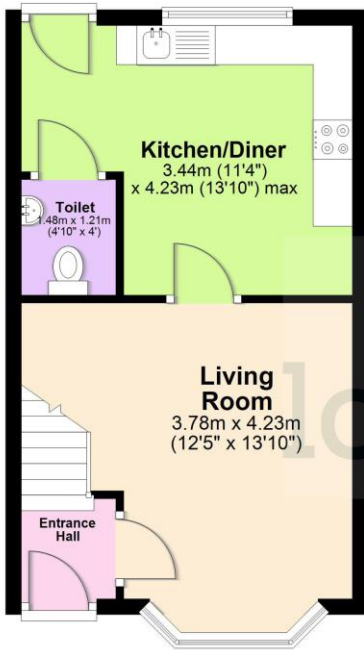 Kitchen/Diner
3.44m (11'4")
x 4.23m (13'10") max
Toilet
1.48m x 1.21m
(4'10" x 4')
Living
Room
3.78m x 4.23m
(12'5" x 13'10")
Entrance
Hall